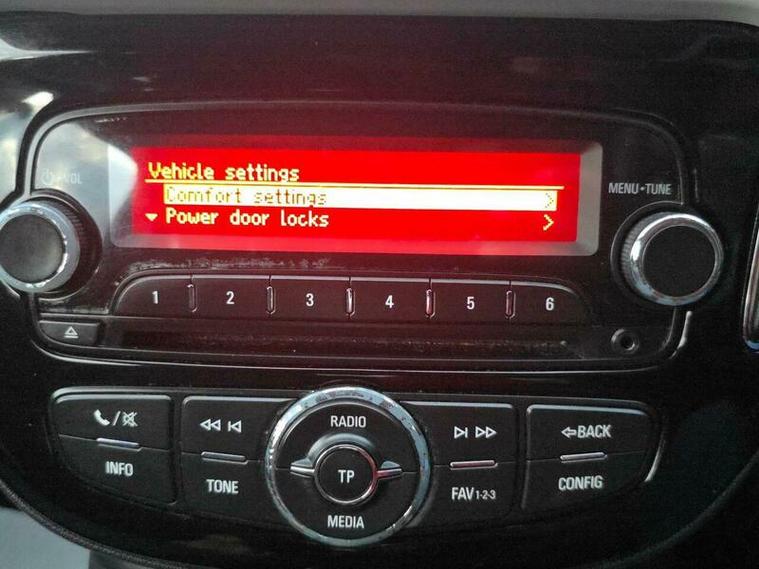 Vehicle settings
Comfort settings
Power door locks
VOL
MENU•TUNE
1 2 3 4 5 6
RADIO
BACK
INFO
TONE
TP
FAV1-2-3
CONFIG
MEDIA